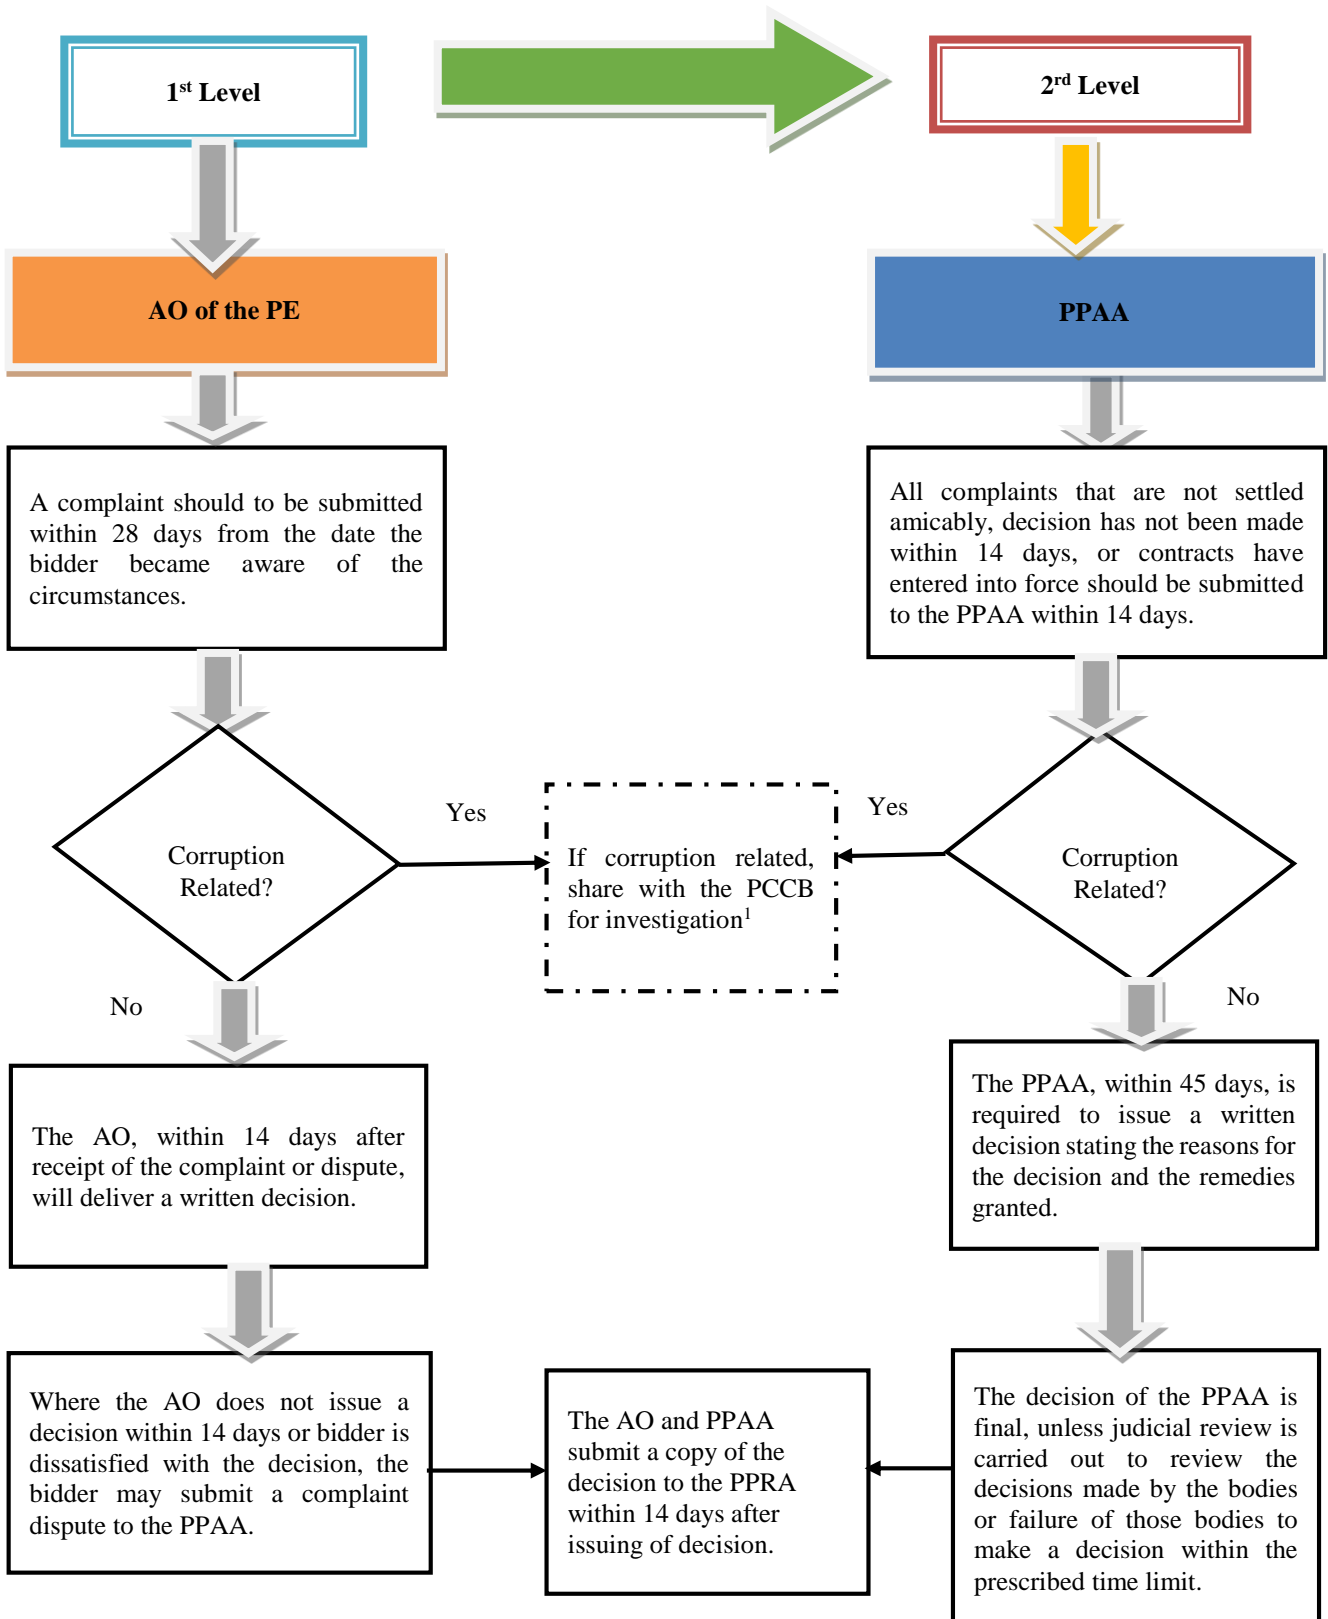 1st Level
2rd Level
AO of the PE
PPAA
A complaint should to be submitted
within 28 days from the date the
bidder became aware of the
circumstances.
All complaints that are not settled
amicably, decision has not been made
within 14 days, or contracts have
entered into force should be submitted
to the PPAA within 14 days.
Corruption
Related?
Yes
If corruption related,
share with the PCCB
for investigation1
Yes
Corruption
Related?
No
No
The AO, within 14 days after
receipt of the complaint or dispute,
will deliver a written decision.
The PPAA, within 45 days, is
required to issue a written
decision stating the reasons for
the decision and the remedies
granted.
Where the AO does not issue a
decision within 14 days or bidder is
dissatisfied with the decision, the
bidder may submit a complaint
dispute to the PPAA.
The AO and PPAA
submit a copy of the
decision to the PPRA
within 14 days after
issuing of decision.
The decision of the PPAA is
final, unless judicial review is
carried out to review the
decisions made by the bodies
or failure of those bodies to
make a decision within the
prescribed time limit.